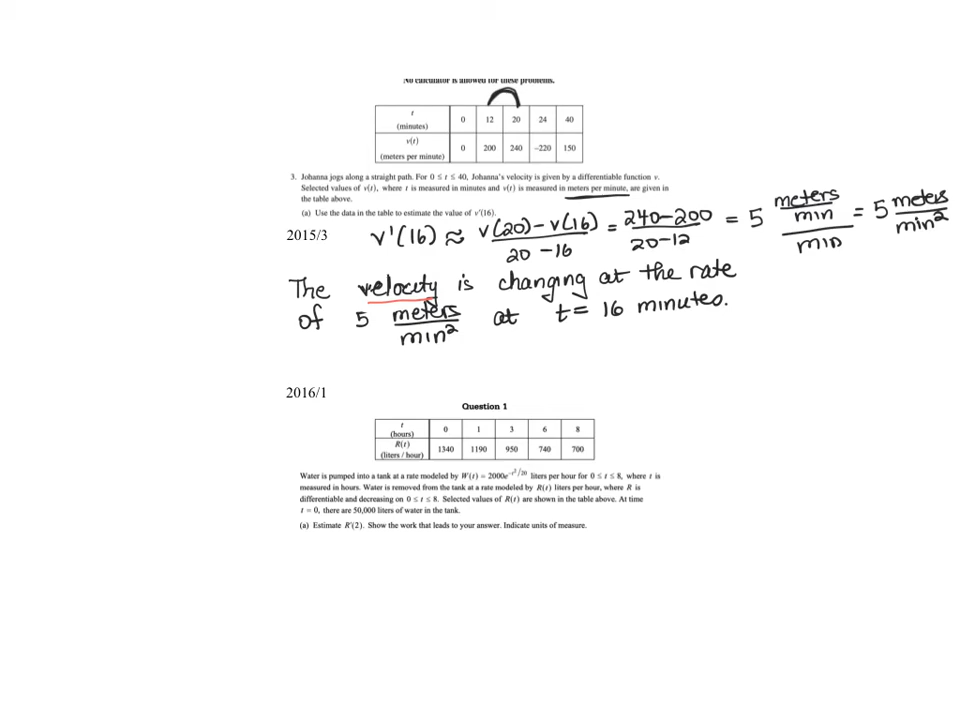 No calculator is allowed for these problems.
t (minutes) 0 12 20 24 40
v(t) (meters per minute) 0 200 240 -220 150
3. Johanna jogs along a straight path. For 0 ≤ t ≤ 40, Johanna's velocity is given by a differentiable function v.
Selected values of v(t), where t is measured in minutes and v(t) is measured in meters per minute, are given in
the table above.
(a) Use the data in the table to estimate the value of v'(16).
2015/3
v'(16) ≈ v(20)-v(16)/20-16 = 240-200/20-12 = 5 meters/min/min = 5 meters/min²
The velocity is changing at the rate
of 5 meters/min² at t = 16 minutes.
2016/1
Question 1
t (hours) 0 1 3 6 8
R(t) (liters / hour) 1340 1190 950 740 700
Water is pumped into a tank at a rate modeled by W(t) = 2000e^(-t²/20) liters per hour for 0 ≤ t ≤ 8, where t is
measured in hours. Water is removed from the tank at a rate modeled by R(t) liters per hour, where R is
differentiable and decreasing on 0 ≤ t ≤ 8. Selected values of R(t) are shown in the table above. At time
t = 0, there are 50,000 liters of water in the tank.
(a) Estimate R'(2). Show the work that leads to your answer. Indicate units of measure.